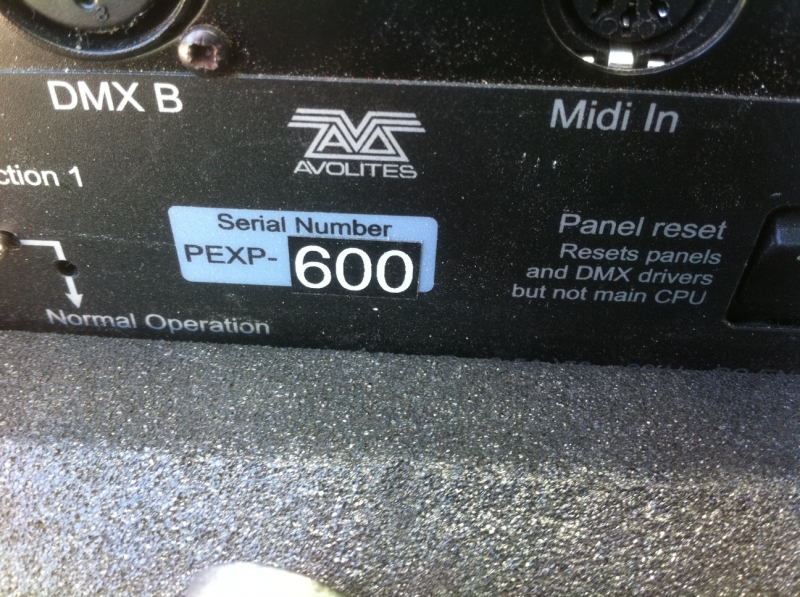 DMX B
AVOLITES
Midi In
ction 1
Serial Number
PEXP-600
Panel reset
Resets panels
and DMX drivers
but not main CPU
Normal Operation